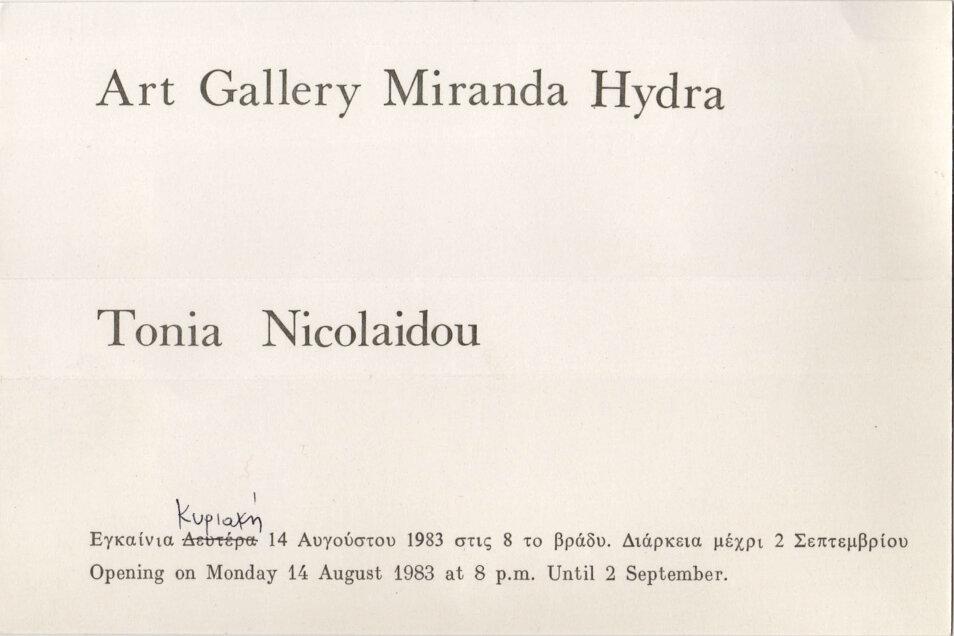 Art Gallery Miranda Hydra
Tonia Nicolaidou
Κυριακή
Εγκαίνια Δευτέρα 14 Αυγούστου 1983 στις 8 το βράδυ. Διάρκεια μέχρι 2 Σεπτεμβρίου
Opening on Monday 14 August 1983 at 8 p.m. Until 2 September.